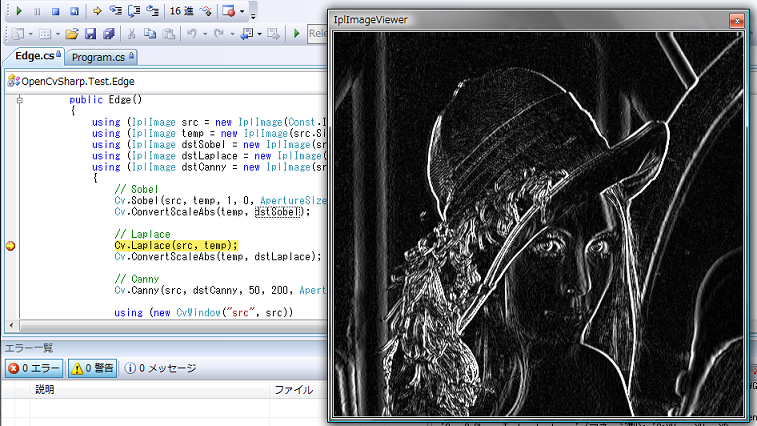 16 進
IplImageViewer
Rele
Edge.cs
Program.cs
OpenCvSharp.Test.Edge
public Edge()
{
using (IplImage src = new IplImage(Const.I
using (IplImage temp = new IplImage(src.Si
using (IplImage dstSobel = new IplImage(sr
using (IplImage dstLaplace = new IplImage(
using (IplImage dstCanny = new IplImage(sr
{
// Sobel
Cv.Sobel(src, temp, 1, 0, ApertureSize
Cv.ConvertScaleAbs(temp, dstSobel);
// Laplace
Cv.Laplace(src, temp);
Cv.ConvertScaleAbs(temp, dstLaplace);
// Canny
Cv.Canny(src, dstCanny, 50, 200, Apert
using (new CvWindow("src", src))
エラー一覧
0 エラー
0 警告
0 メッセージ
説明
ファイル